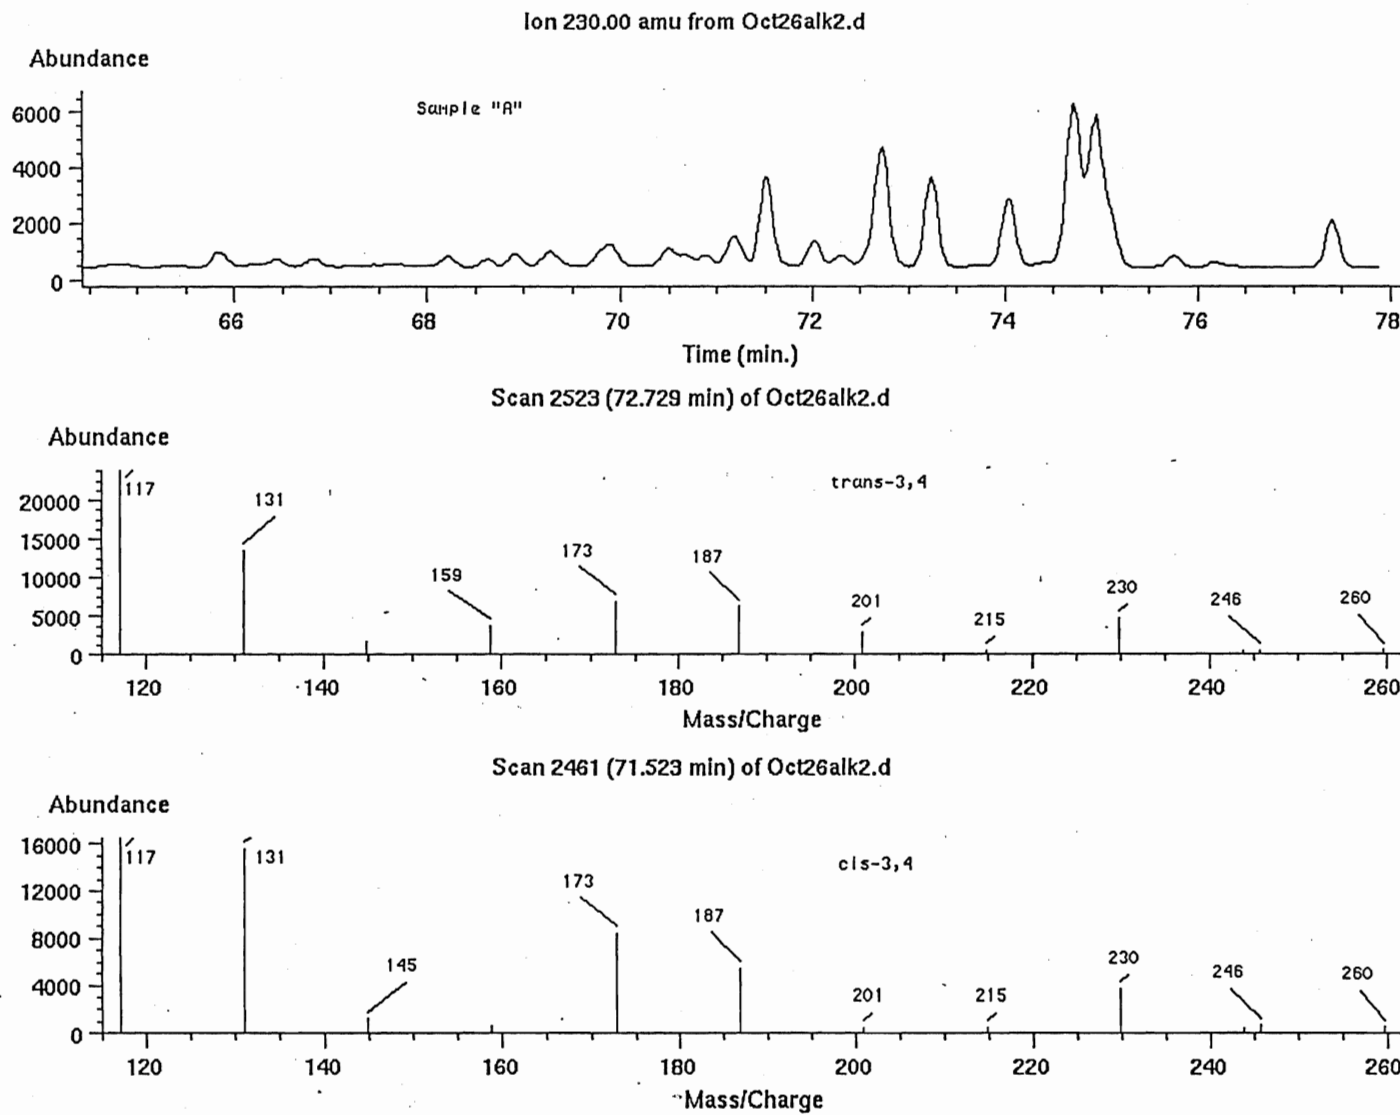 Ion 230.00 amu from Oct26alk2.d
Abundance
Sample "A"
6000
4000
2000
0
66 68 70 72 74 76 78
Time (min.)
Scan 2523 (72.729 min) of Oct26alk2.d
Abundance
trans-3,4
117
131
159
173
187
201
215
230
246
260
20000
15000
10000
5000
0
120 140 160 180 200 220 240 260
Mass/Charge
Scan 2461 (71.523 min) of Oct26alk2.d
Abundance
cis-3,4
117
131
145
173
187
201
215
230
246
260
16000
12000
8000
4000
0
120 140 160 180 200 220 240 260
Mass/Charge